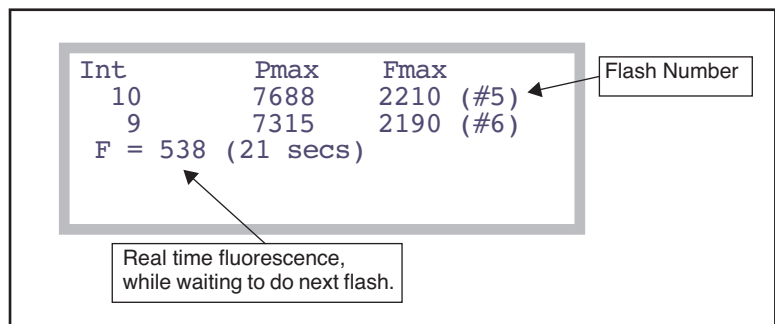 Int Pmax Fmax
10 7688 2210 (#5)
9 7315 2190 (#6)
F = 538 (21 secs)
Flash Number
Real time fluorescence,
while waiting to do next flash.